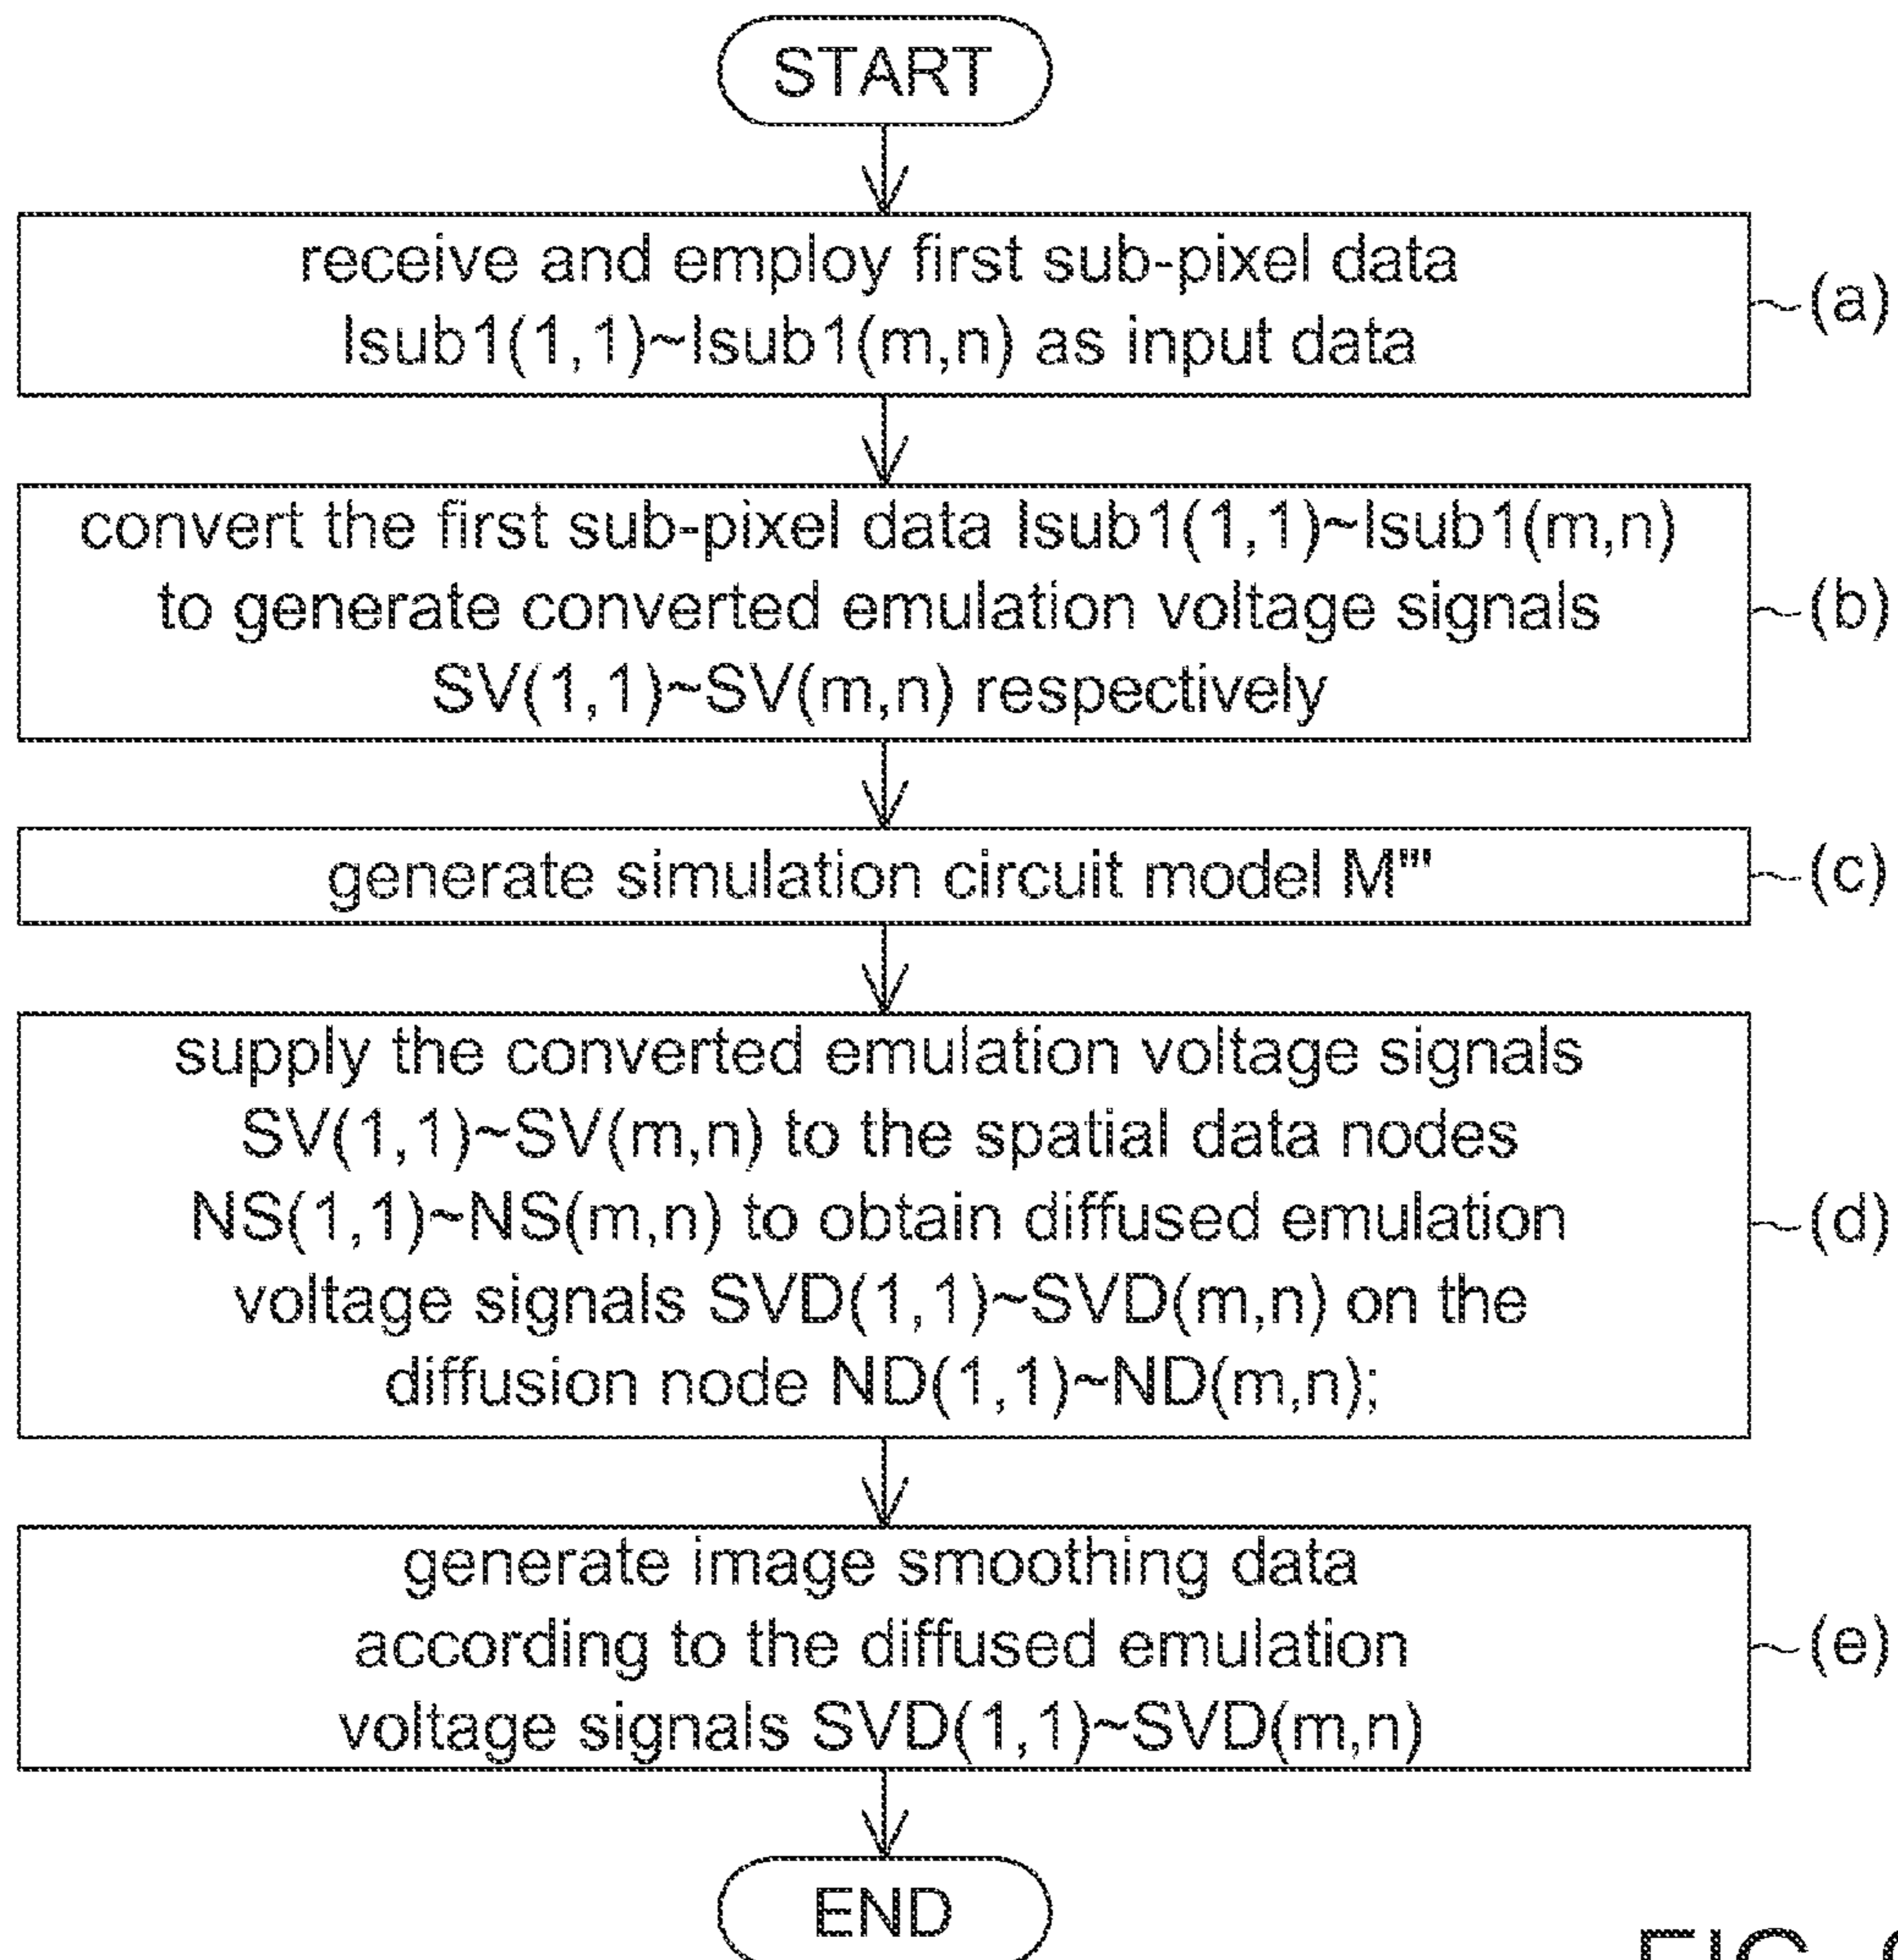 START
receive and employ first sub-pixel data
Isub1(1,1)~Isub1(m,n) as input data
(a)
convert the first sub-pixel data Isub1(1,1)~Isub1(m,n)
to generate converted emulation voltage signals
SV(1,1)~SV(m,n) respectively
(b)
generate simulation circuit model M""
(c)
supply the converted emulation voltage signals
SV(1,1)~SV(m,n) to the spatial data nodes
NS(1,1)~NS(m,n) to obtain diffused emulation
voltage signals SVD(1,1)~SVD(m,n) on the
diffusion node ND(1,1)~ND(m,n);
(d)
generate image smoothing data
according to the diffused emulation
voltage signals SVD(1,1)~SVD(m,n)
(e)
END
FIG.